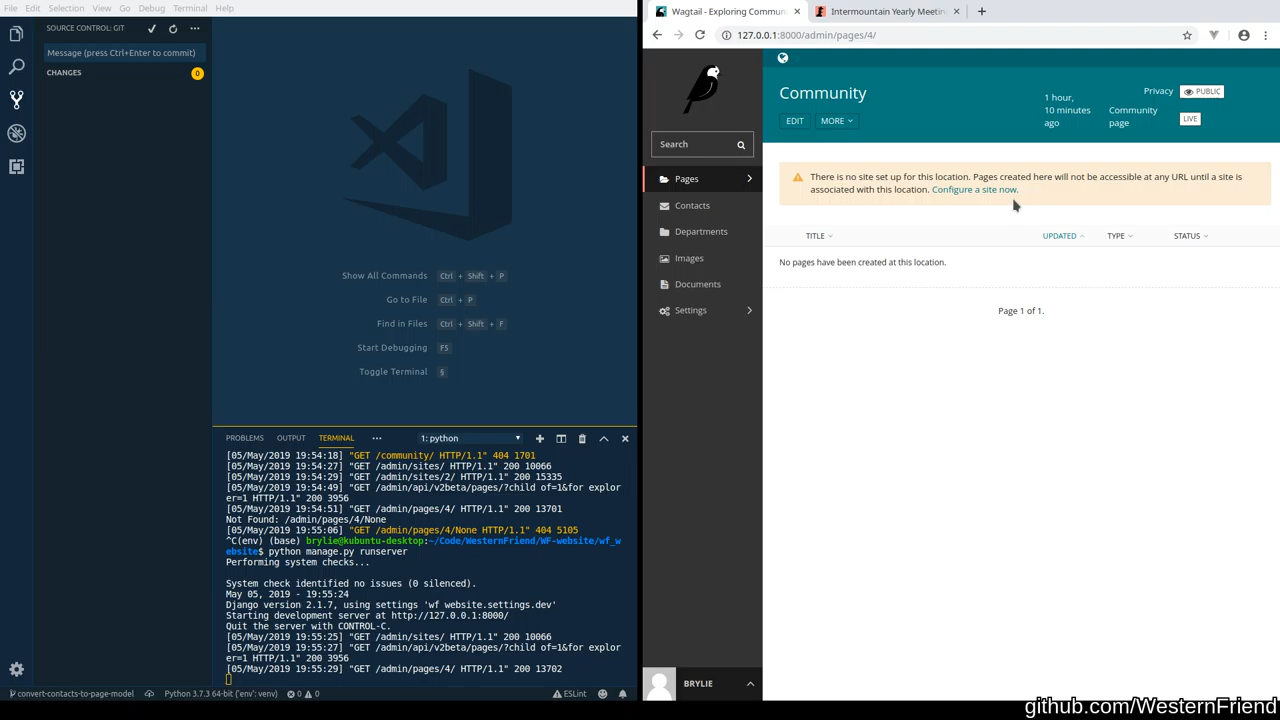 File Edit Selection View Go Debug Terminal Help
SOURCE CONTROL: GIT
Message (press Ctrl+Enter to commit)
CHANGES 0
Show All Commands Ctrl + Shift + P
Go to File Ctrl + P
Find in Files Ctrl + Shift + F
Start Debugging F5
Toggle Terminal §
PROBLEMS OUTPUT TERMINAL 1: python
[05/May/2019 19:54:18] "GET /community/ HTTP/1.1" 404 1701
[05/May/2019 19:54:27] "GET /admin/sites/ HTTP/1.1" 200 10066
[05/May/2019 19:54:29] "GET /admin/sites/2/ HTTP/1.1" 200 15335
[05/May/2019 19:54:49] "GET /admin/api/v2beta/pages/?child of=1&for explor
er=1 HTTP/1.1" 200 3956
[05/May/2019 19:54:51] "GET /admin/pages/4/ HTTP/1.1" 200 13701
Not Found: /admin/pages/4/None
[05/May/2019 19:55:06] "GET /admin/pages/4/None HTTP/1.1" 404 5105
^C(env) (base) brylie@kubuntu-desktop:~/Code/WesternFriend/WF-website/wf_w
ebsite$ python manage.py runserver
Performing system checks...
System check identified no issues (0 silenced).
May 05, 2019 - 19:55:24
Django version 2.1.7, using settings 'wf website.settings.dev'
Starting development server at http://127.0.0.1:8000/
Quit the server with CONTROL-C.
[05/May/2019 19:55:25] "GET /admin/sites/ HTTP/1.1" 200 10066
[05/May/2019 19:55:27] "GET /admin/api/v2beta/pages/?child of=1&for explor
er=1 HTTP/1.1" 200 3956
[05/May/2019 19:55:29] "GET /admin/pages/4/ HTTP/1.1" 200 13702
convert-contacts-to-page-model Python 3.7.3 64-bit ('env': venv) 0 0 ESLint
Wagtail - Exploring Commun
Intermountain Yearly Meetin
127.0.0.1:8000/admin/pages/4/
Search
Pages
Contacts
Departments
Images
Documents
Settings
BRYLIE
Community
EDIT MORE
1 hour,
10 minutes
ago
Community
page
Privacy PUBLIC
LIVE
There is no site set up for this location. Pages created here will not be accessible at any URL until a site is
associated with this location. Configure a site now.
TITLE UPDATED TYPE STATUS
No pages have been created at this location.
Page 1 of 1.
github.com/WesternFriend